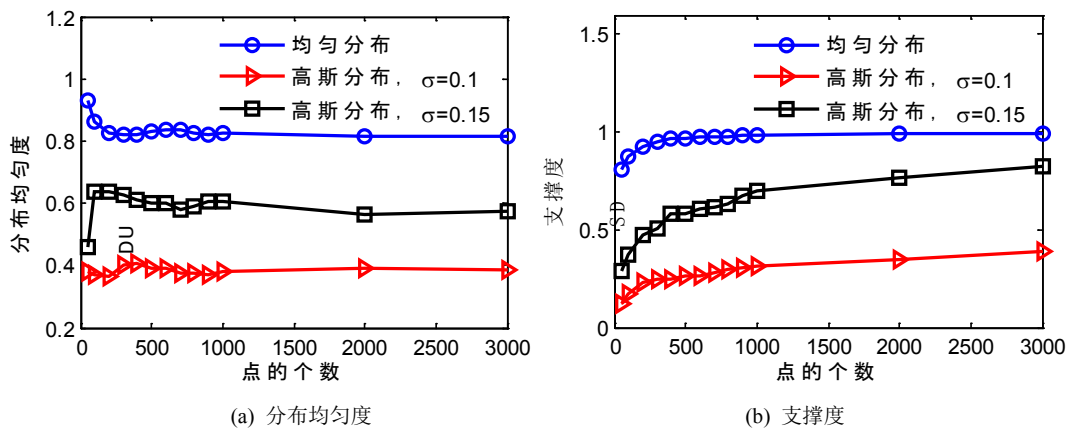 1.2
1
0.8
0.6
0.4
0.2
分布均匀度
DU
均匀分布
高斯分布, σ=0.1
高斯分布, σ=0.15
0 500 1000 1500 2000 2500 3000
点的个数
(a) 分布均匀度
1.5
1
0.5
0
支撑度
SD
均匀分布
高斯分布, σ=0.1
高斯分布, σ=0.15
0 500 1000 1500 2000 2500 3000
点的个数
(b) 支撑度